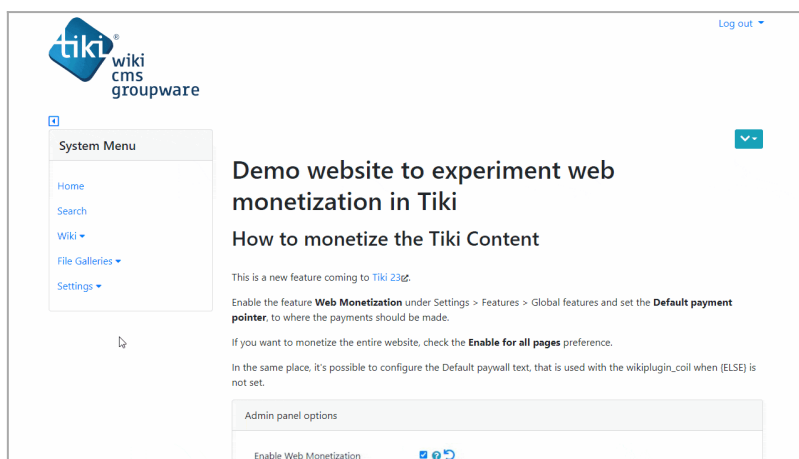 Log out
tiki®
wiki
cms
groupware
System Menu
Home
Search
Wiki
File Galleries
Settings
Demo website to experiment web
monetization in Tiki
How to monetize the Tiki Content
This is a new feature coming to Tiki 23.
Enable the feature Web Monetization under Settings > Features > Global features and set the Default payment
pointer, to where the payments should be made.
If you want to monetize the entire website, check the Enable for all pages preference.
In the same place, it's possible to configure the Default paywall text, that is used with the wikiplugin_coil when {ELSE} is
not set.
Admin panel options
Enable Web Monetization